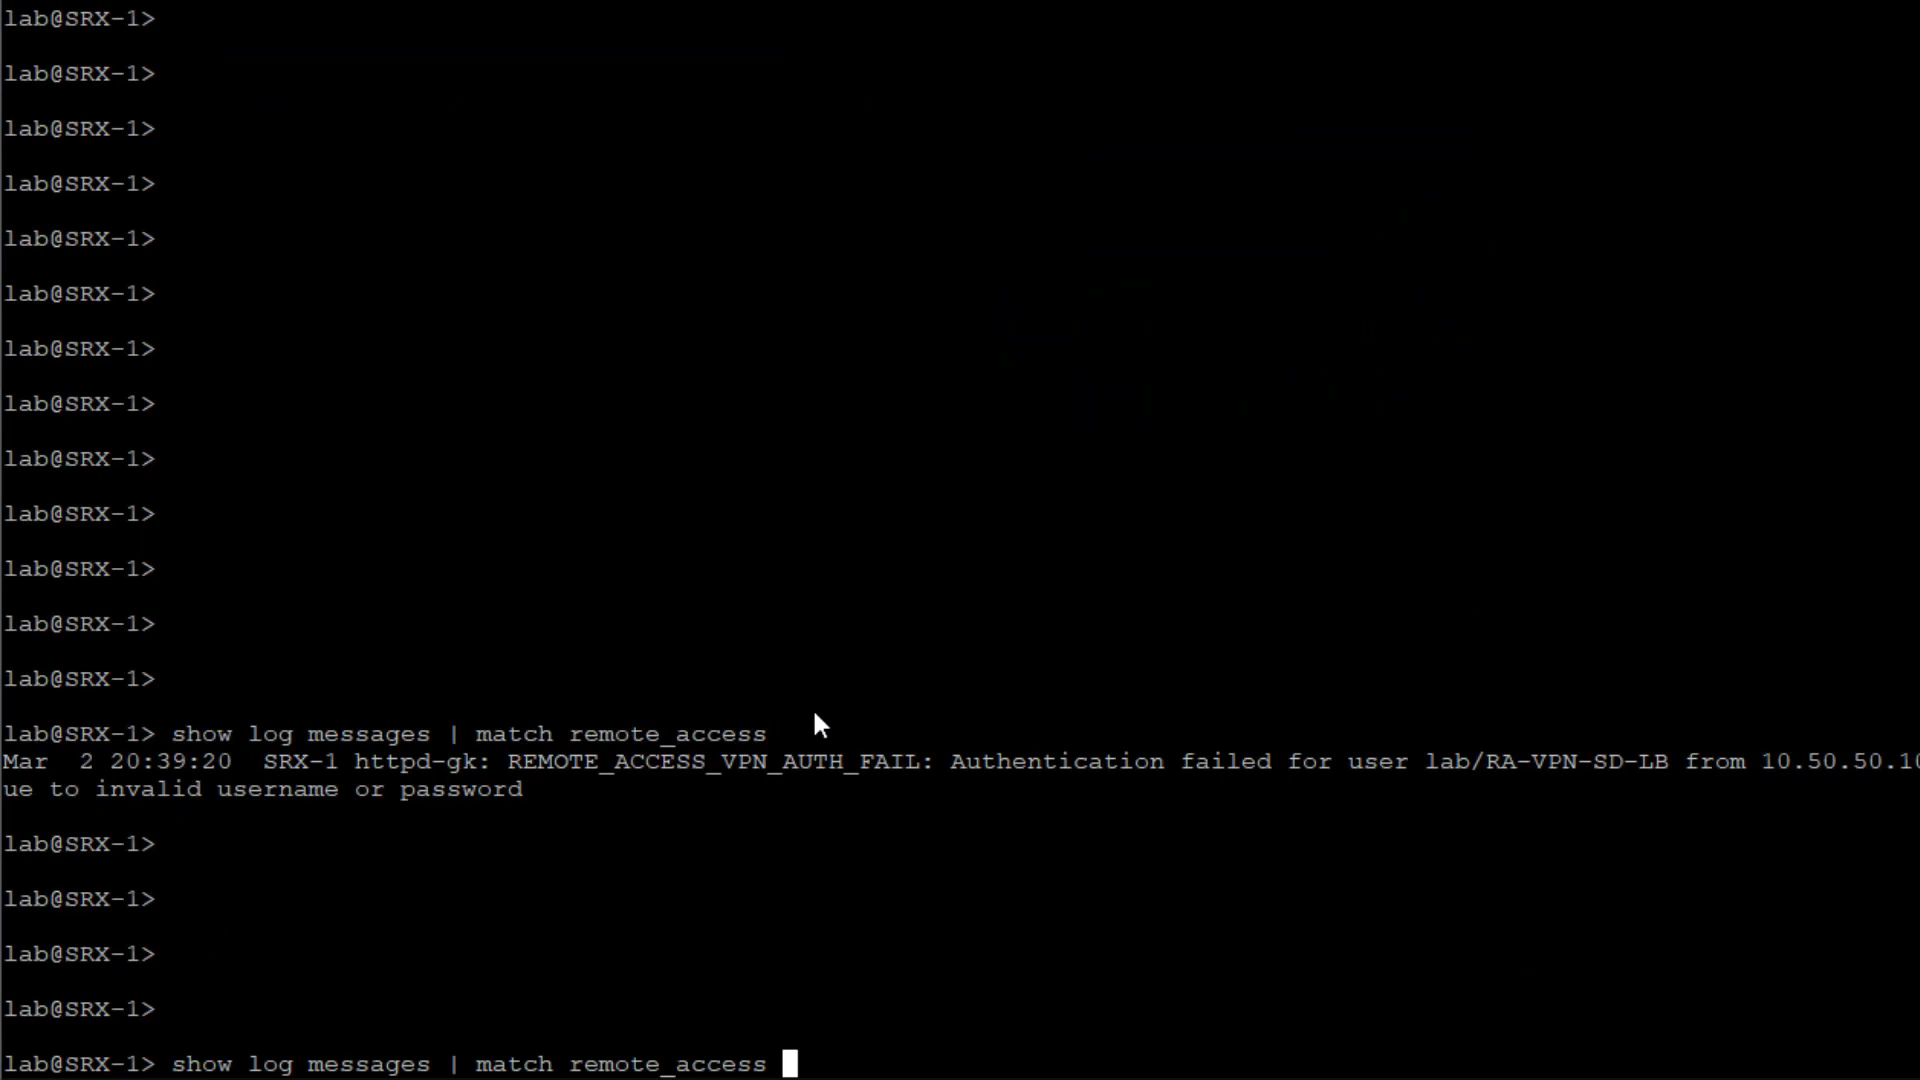 lab@SRX-1>
lab@SRX-1>
lab@SRX-1>
lab@SRX-1>
lab@SRX-1>
lab@SRX-1>
lab@SRX-1>
lab@SRX-1>
lab@SRX-1>
lab@SRX-1>
lab@SRX-1>
lab@SRX-1>
lab@SRX-1>
lab@SRX-1> show log messages | match remote_access
Mar  2 20:39:20  SRX-1 httpd-gk: REMOTE_ACCESS_VPN_AUTH_FAIL: Authentication failed for user lab/RA-VPN-SD-LB from 10.50.50.10
ue to invalid username or password
lab@SRX-1>
lab@SRX-1>
lab@SRX-1>
lab@SRX-1>
lab@SRX-1> show log messages | match remote_access